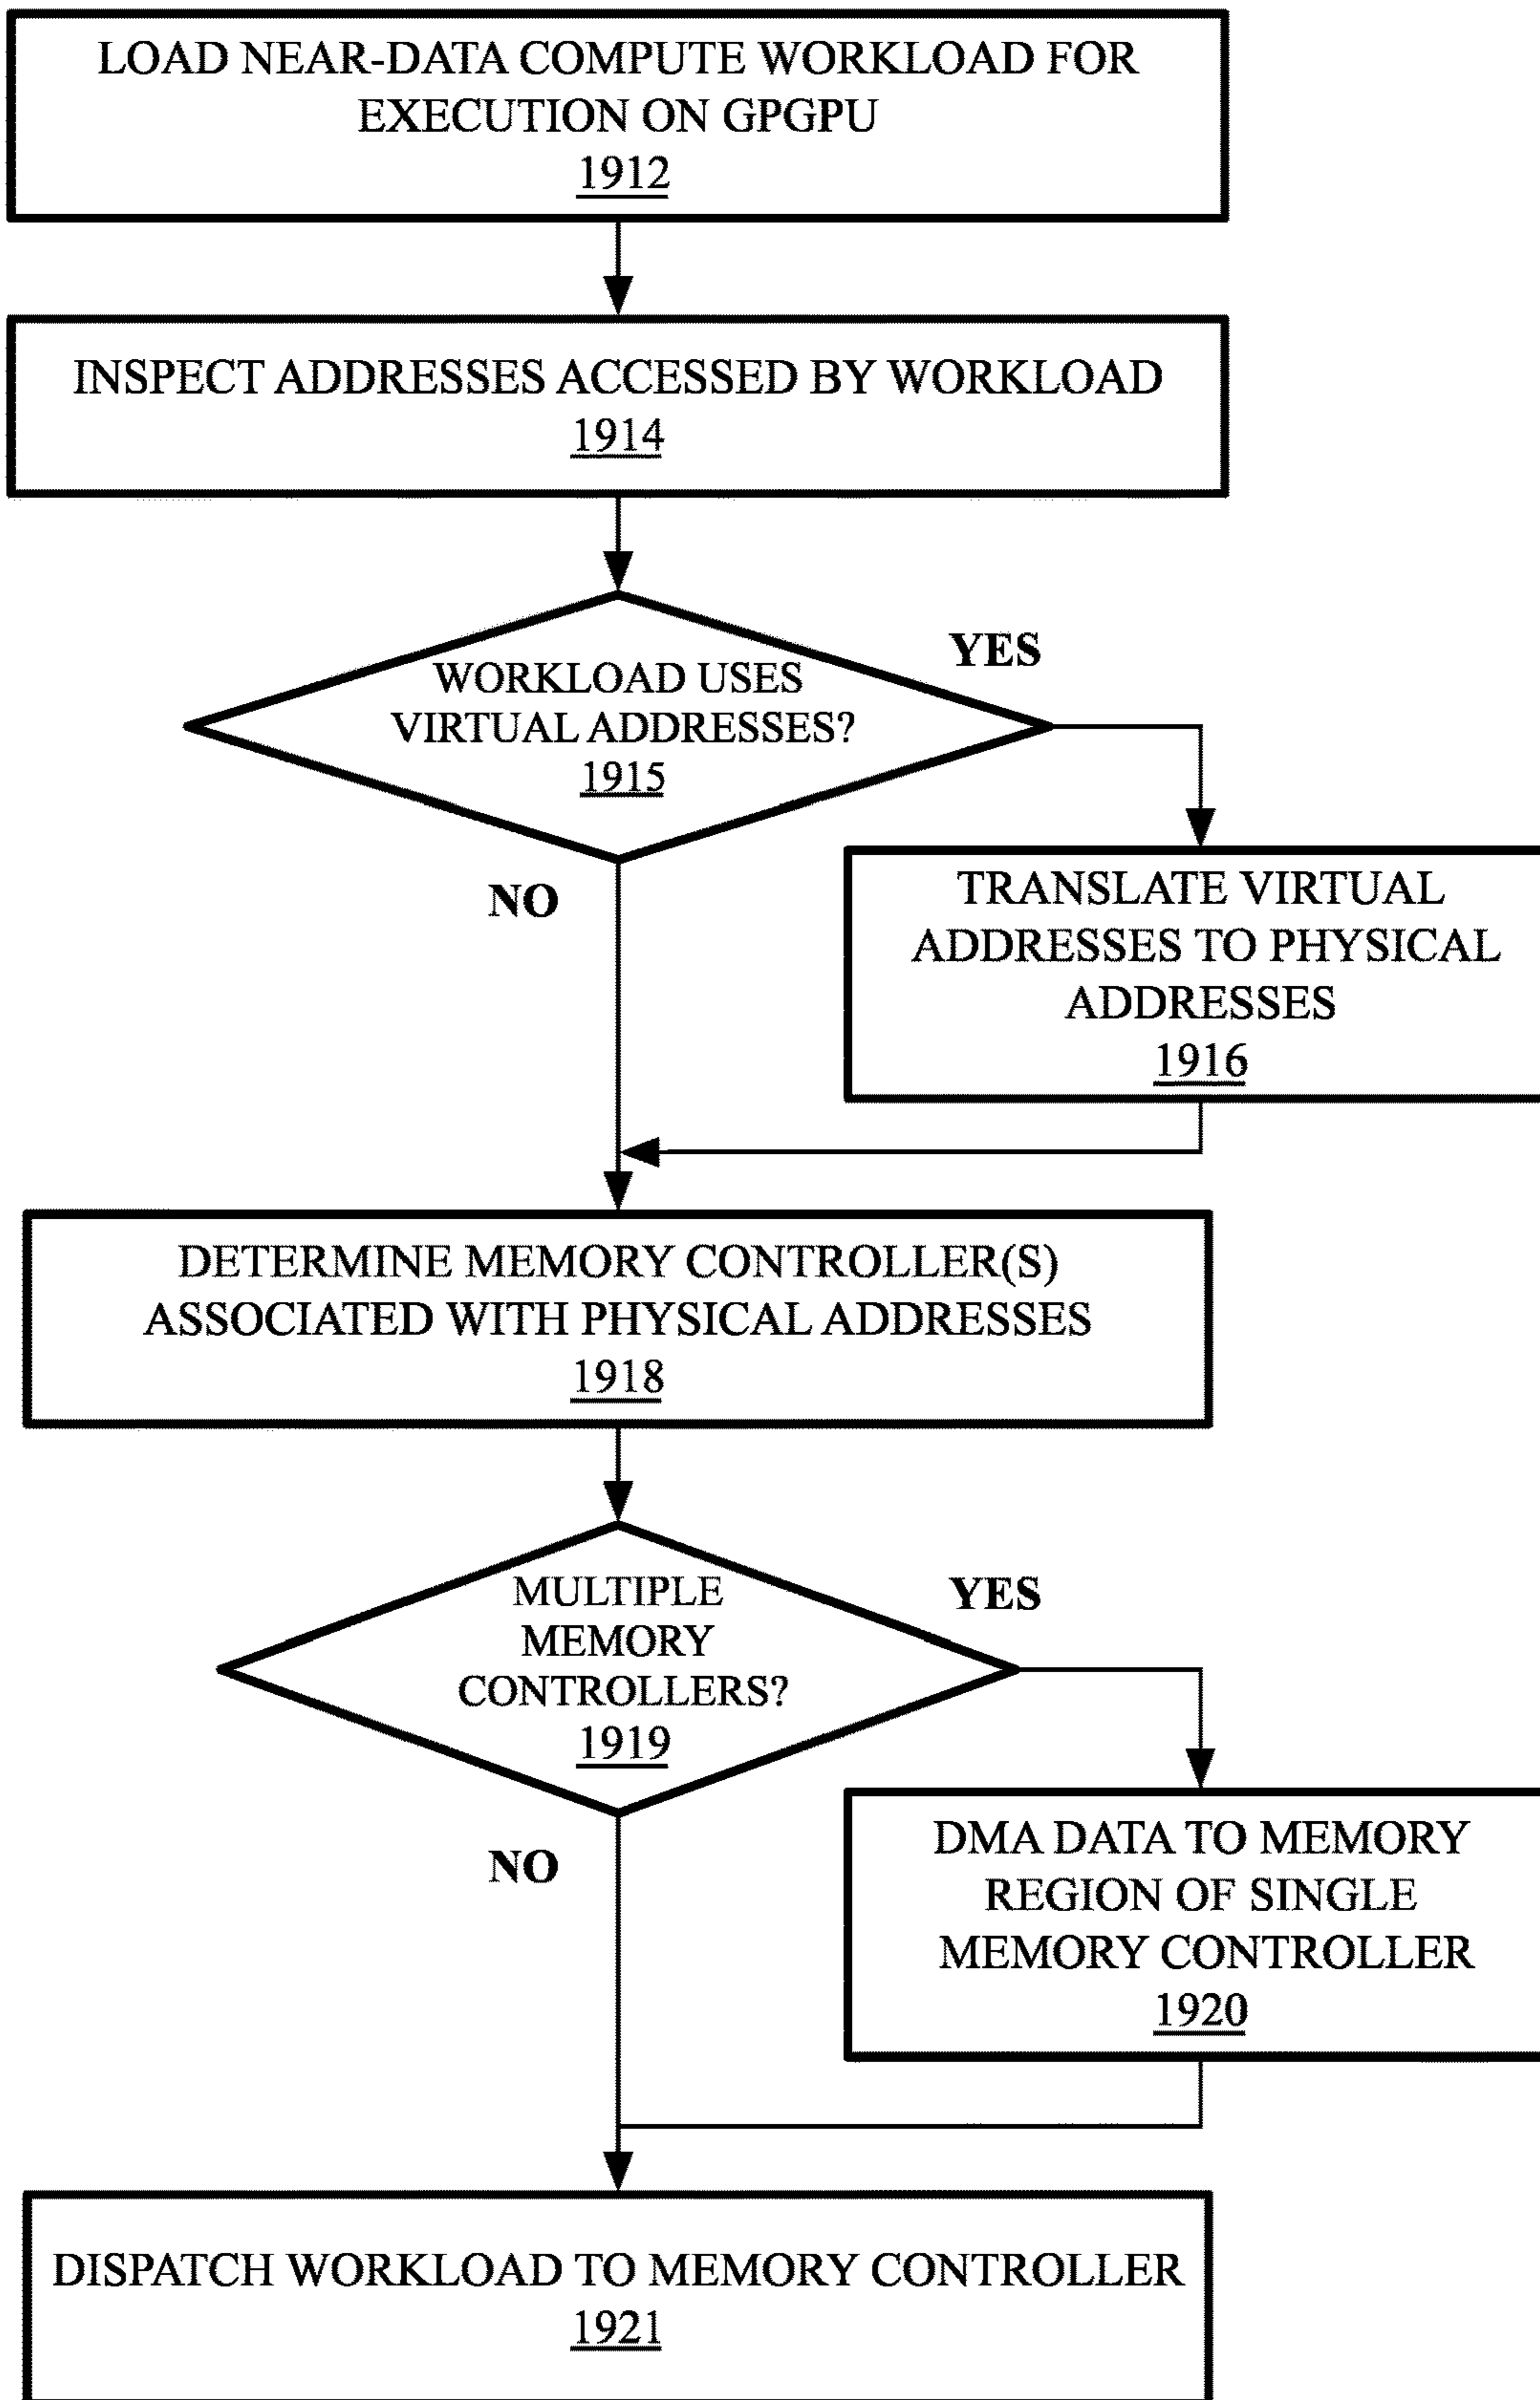 LOAD NEAR-DATA COMPUTE WORKLOAD FOR
EXECUTION ON GPGPU
1912
INSPECT ADDRESSES ACCESSED BY WORKLOAD
1914
WORKLOAD USES
VIRTUAL ADDRESSES?
1915
YES
NO
TRANSLATE VIRTUAL
ADDRESSES TO PHYSICAL
ADDRESSES
1916
DETERMINE MEMORY CONTROLLER(S)
ASSOCIATED WITH PHYSICAL ADDRESSES
1918
MULTIPLE
MEMORY
CONTROLLERS?
1919
YES
NO
DMA DATA TO MEMORY
REGION OF SINGLE
MEMORY CONTROLLER
1920
DISPATCH WORKLOAD TO MEMORY CONTROLLER
1921